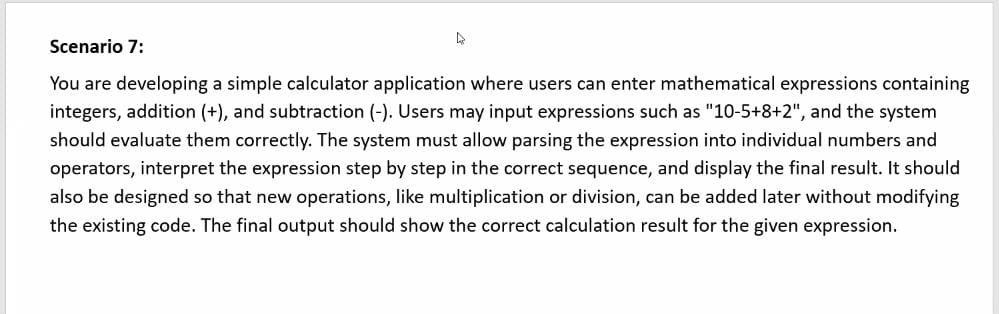 Scenario 7:
You are developing a simple calculator application where users can enter mathematical expressions containing
integers, addition (+), and subtraction (-). Users may input expressions such as "10-5+8+2", and the system
should evaluate them correctly. The system must allow parsing the expression into individual numbers and
operators, interpret the expression step by step in the correct sequence, and display the final result. It should
also be designed so that new operations, like multiplication or division, can be added later without modifying
the existing code. The final output should show the correct calculation result for the given expression.